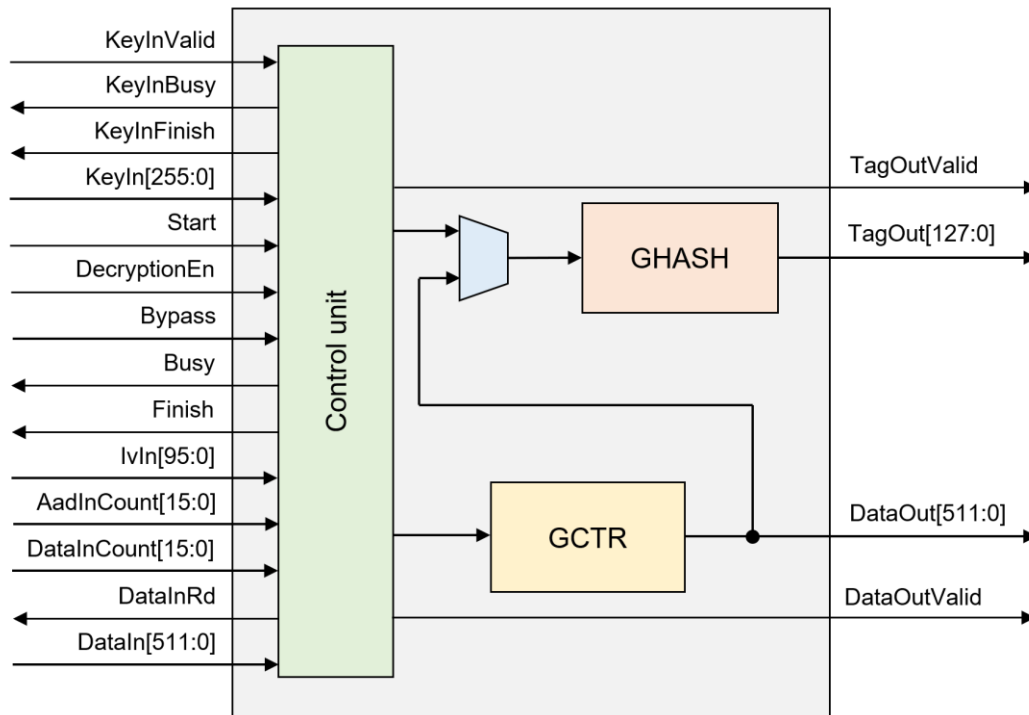 KeyInValid
KeyInBusy
KeyInFinish
KeyIn[255:0]
Start
DecryptionEn
Bypass
Busy
Finish
IvIn[95:0]
AadInCount[15:0]
DataInCount[15:0]
DataInRd
DataIn[511:0]
Control unit
GHASH
GCTR
TagOutValid
TagOut[127:0]
DataOut[511:0]
DataOutValid